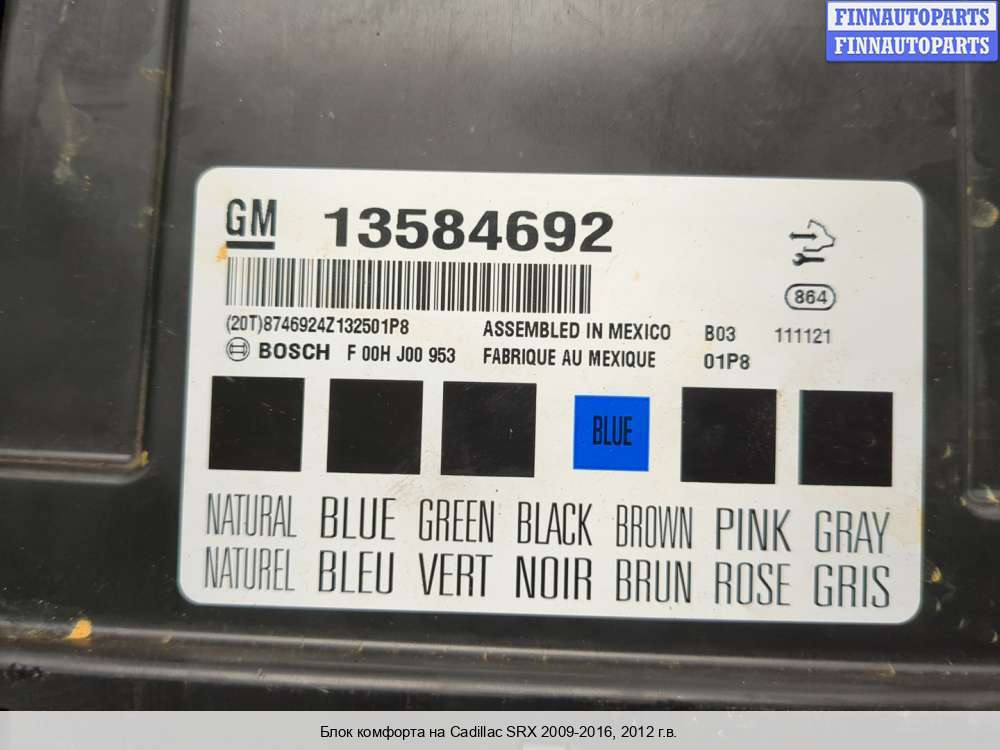 FINNAUTOPARTS
FINNAUTOPARTS
GM 13584692
864
(20T)8746924Z132501P8 ASSEMBLED IN MEXICO B03 111121
BOSCH F 00H J00 953 FABRIQUE AU MEXIQUE 01P8
BLUE
NATURAL BLUE GREEN BLACK BROWN PINK GRAY
NATUREL BLEU VERT NOIR BRUN ROSE GRIS
Блок комфорта на Cadillac SRX 2009-2016, 2012 г.в.